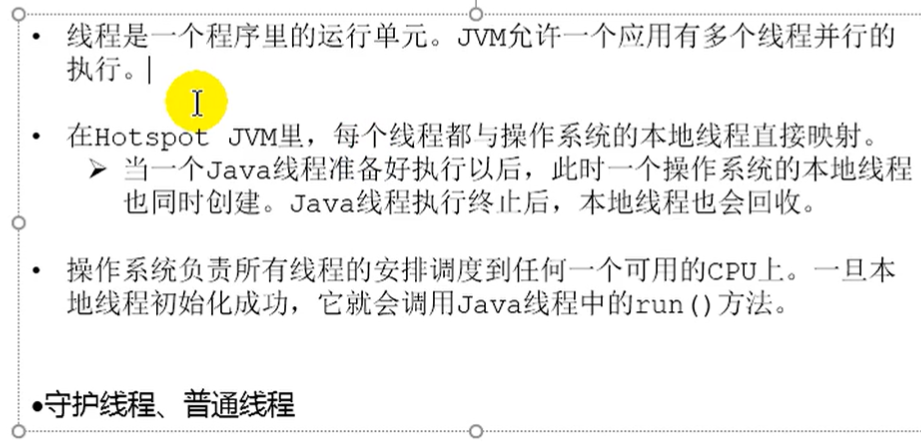 • 线程是一个程序里的运行单元。JVM允许一个应用有多个线程并行的
执行。
• 在Hotspot JVM里，每个线程都与操作系统的本地线程直接映射。
➢ 当一个Java线程准备好执行以后，此时一个操作系统的本地线程
也同时创建。Java线程执行终止后，本地线程也会回收。
• 操作系统负责所有线程的安排调度到任何一个可用的CPU上。一旦本
地线程初始化成功，它就会调用Java线程中的run()方法。
•守护线程、普通线程